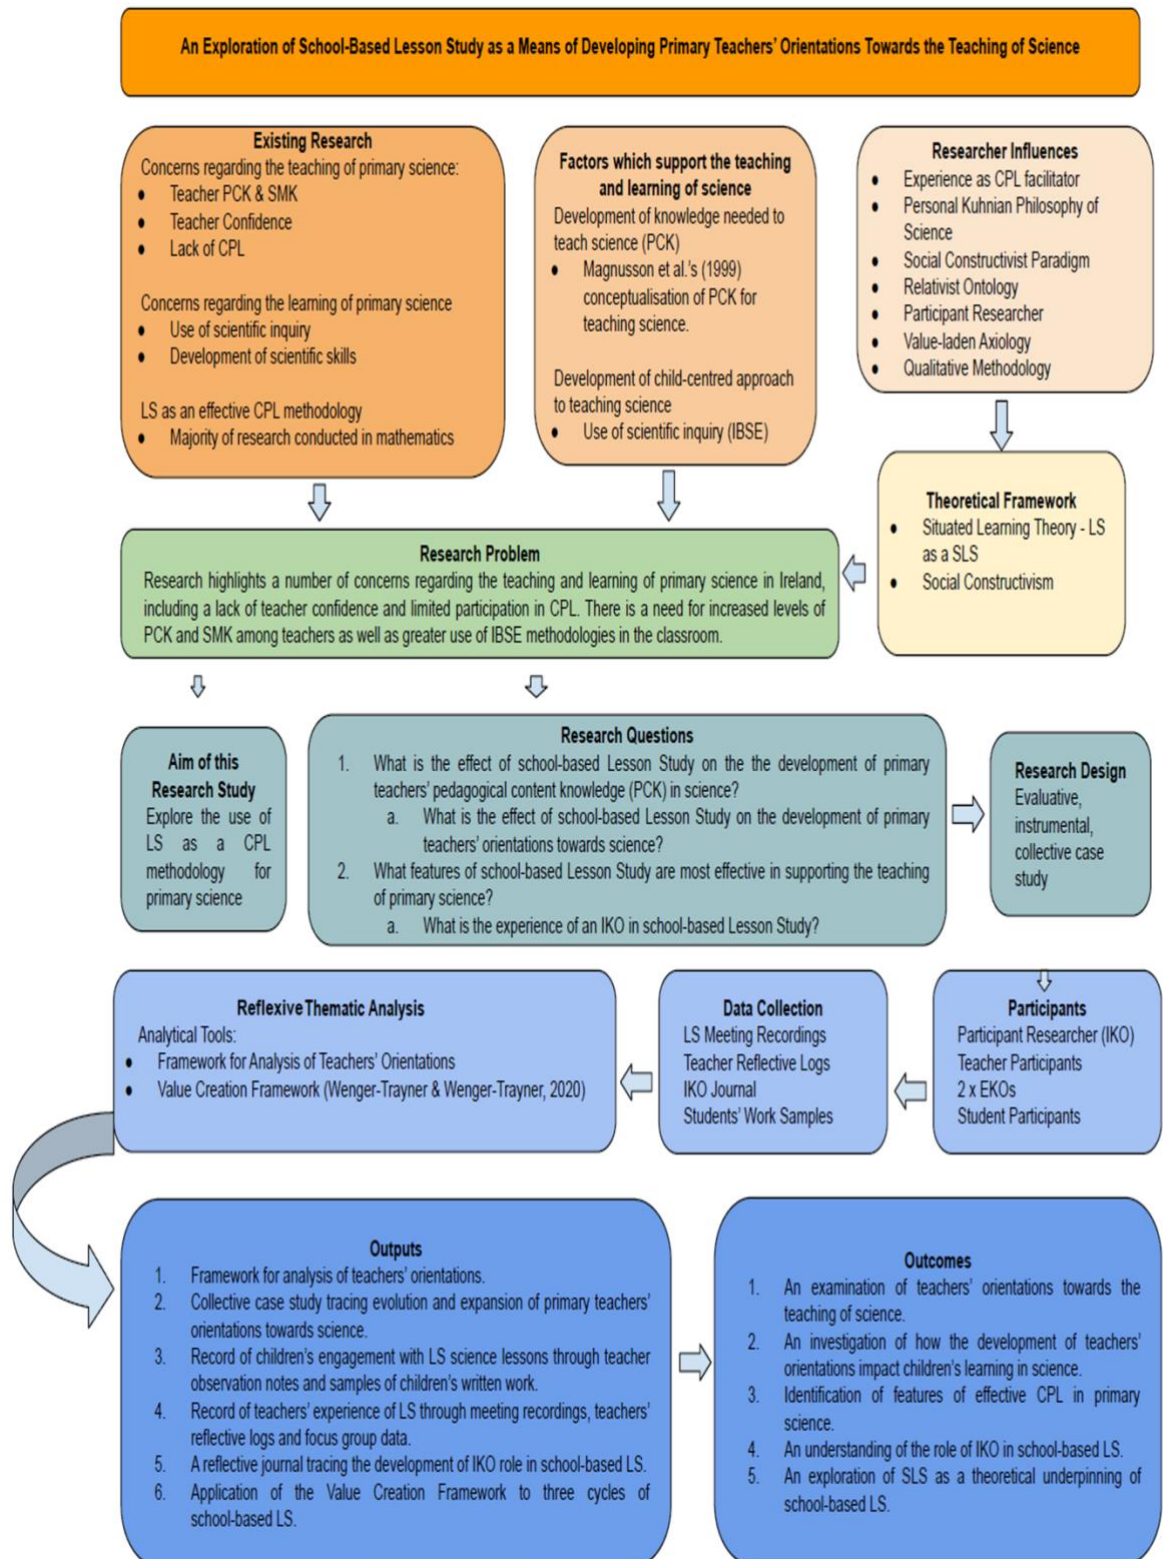 An Exploration of School-Based Lesson Study as a Means of Developing Primary Teachers’ Orientations Towards the Teaching of Science
Existing Research
Concerns regarding the teaching of primary science:
● Teacher PCK & SMK
● Teacher Confidence
● Lack of CPL
Concerns regarding the learning of primary science
● Use of scientific inquiry
● Development of scientific skills
LS as an effective CPL methodology
● Majority of research conducted in mathematics
Factors which support the teaching
and learning of science
Development of knowledge needed to
teach science (PCK)
● Magnusson et al.’s (1999)
conceptualisation of PCK for
teaching science.
Development of child-centred approach
to teaching science
● Use of scientific inquiry (IBSE)
Researcher Influences
● Experience as CPL facilitator
● Personal Kuhnian Philosophy of
Science
● Social Constructivist Paradigm
● Relativist Ontology
● Participant Researcher
● Value-laden Axiology
● Qualitative Methodology
Theoretical Framework
● Situated Learning Theory - LS
as a SLS
● Social Constructivism
Research Problem
Research highlights a number of concerns regarding the teaching and learning of primary science in Ireland,
including a lack of teacher confidence and limited participation in CPL. There is a need for increased levels of
PCK and SMK among teachers as well as greater use of IBSE methodologies in the classroom.
Aim of this
Research Study
Explore the use of
LS as a CPL
methodology for
primary science
Research Questions
1. What is the effect of school-based Lesson Study on the the development of primary
teachers’ pedagogical content knowledge (PCK) in science?
a. What is the effect of school-based Lesson Study on the development of primary
teachers’ orientations towards science?
2. What features of school-based Lesson Study are most effective in supporting the teaching
of primary science?
a. What is the experience of an IKO in school-based Lesson Study?
Research Design
Evaluative,
instrumental,
collective case
study
Participants
Participant Researcher (IKO)
Teacher Participants
2 x EKOs
Student Participants
Data Collection
LS Meeting Recordings
Teacher Reflective Logs
IKO Journal
Students’ Work Samples
Reflexive Thematic Analysis
Analytical Tools:
● Framework for Analysis of Teachers’ Orientations
● Value Creation Framework (Wenger-Trayner & Wenger-Trayner, 2020)
Outputs
1. Framework for analysis of teachers’ orientations.
2. Collective case study tracing evolution and expansion of primary teachers’
orientations towards science.
3. Record of children’s engagement with LS science lessons through teacher
observation notes and samples of children’s written work.
4. Record of teachers’ experience of LS through meeting recordings, teachers’
reflective logs and focus group data.
5. A reflective journal tracing the development of IKO role in school-based LS.
6. Application of the Value Creation Framework to three cycles of
school-based LS.
Outcomes
1. An examination of teachers’ orientations towards the
teaching of science.
2. An investigation of how the development of teachers’
orientations impact children’s learning in science.
3. Identification of features of effective CPL in primary
science.
4. An understanding of the role of IKO in school-based LS.
5. An exploration of SLS as a theoretical underpinning of
school-based LS.